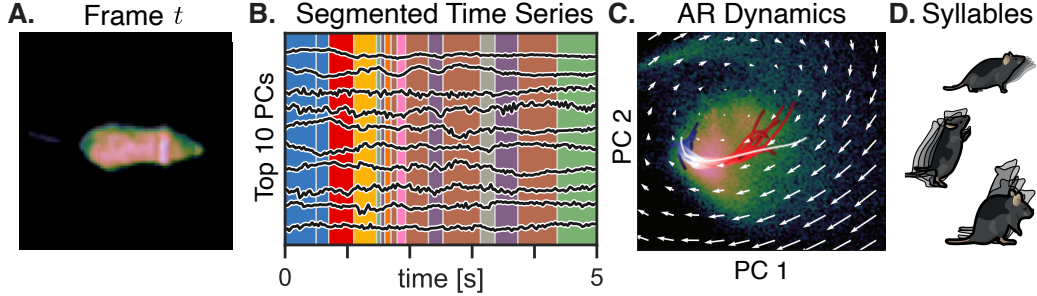 A. Frame t
B. Segmented Time Series
C. AR Dynamics
D. Syllables
Top 10 PCs
0
time [s]
5
PC 2
PC 1